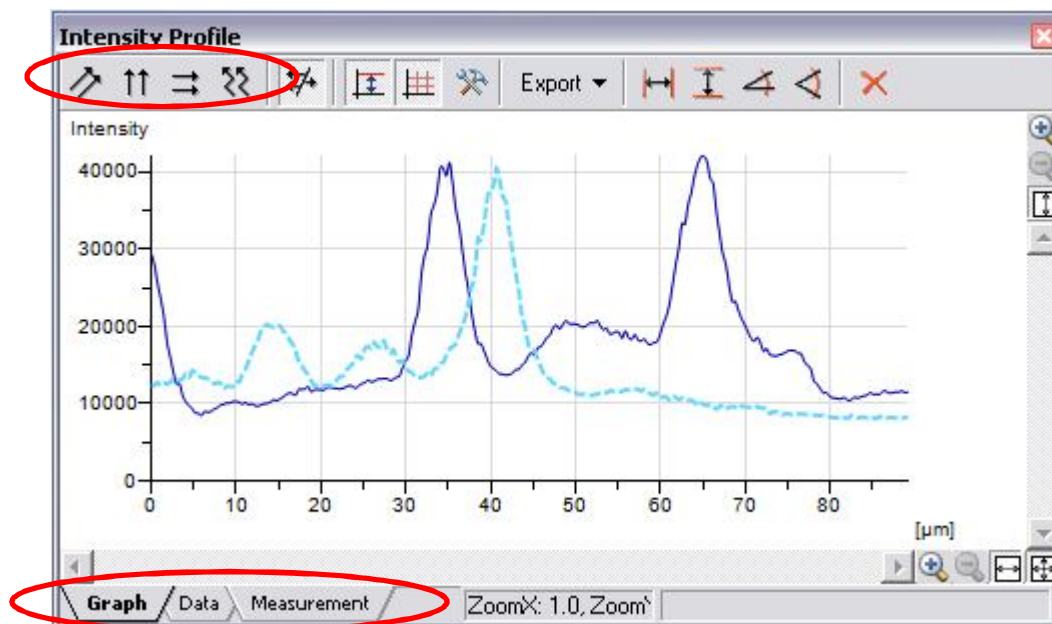 Intensity Profile
Export
Intensity
40000
30000
20000
10000
0
0 10 20 30 40 50 60 70 80
[µm]
Graph Data Measurement ZoomX: 1.0, Zoom